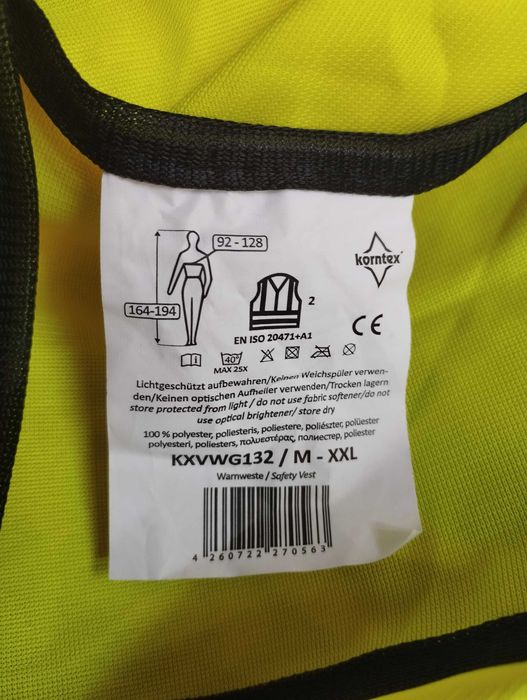 92 - 128
korntex®
164-194
2
EN ISO 20471+A1
CE
40°
MAX 25X
Lichtgeschützt aufbewahren/Keinen Weichspüler verwen-
den/Keinen optischen Aufheller verwenden/Trocken lagern
store protected from light / do not use fabric softener/do not
use optical brightener/ store dry
100 % polyester, poliesteris, poliestere, poliészter, poliüester
polyesteri, polyesters, πολυεστέρας, полиестер, poliester
KXVWG132 / M - XXL
Warnweste / Safety Vest
4 260722 270563